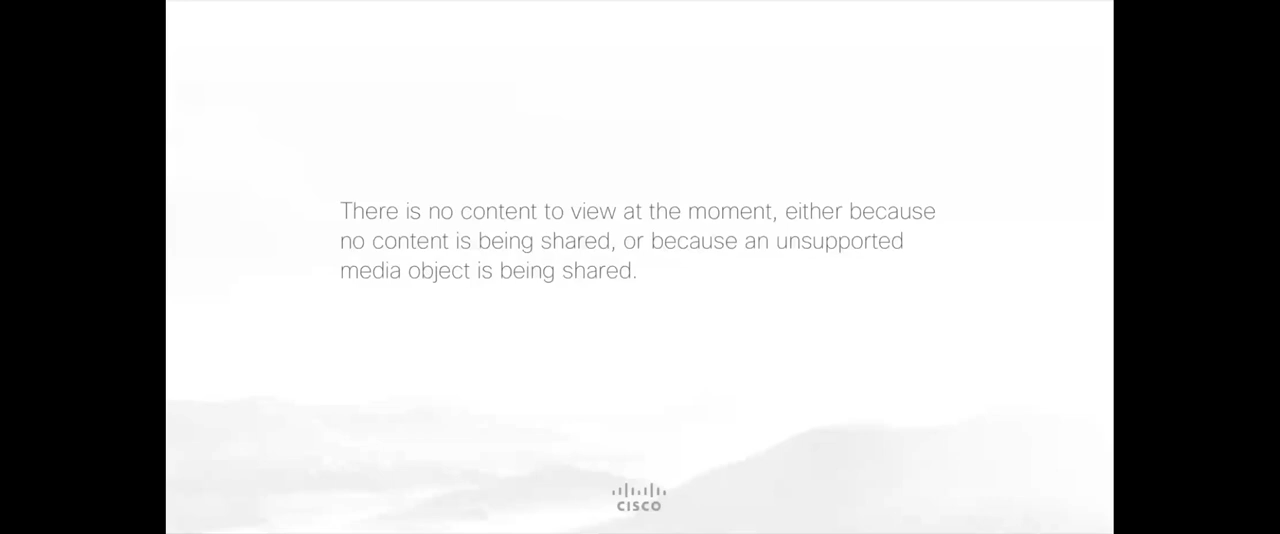 There is no content to view at the moment, either because
no content is being shared, or because an unsupported
media object is being shared.
CISCO